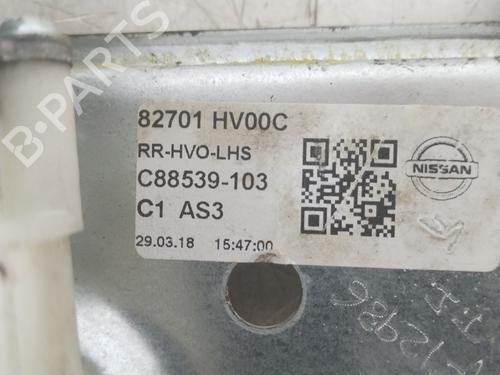 82701 HV00C
RR-HVO-LHS
C88539-103
C1 AS3
29.03.18 15:47:00
NISSAN
B-PARTS